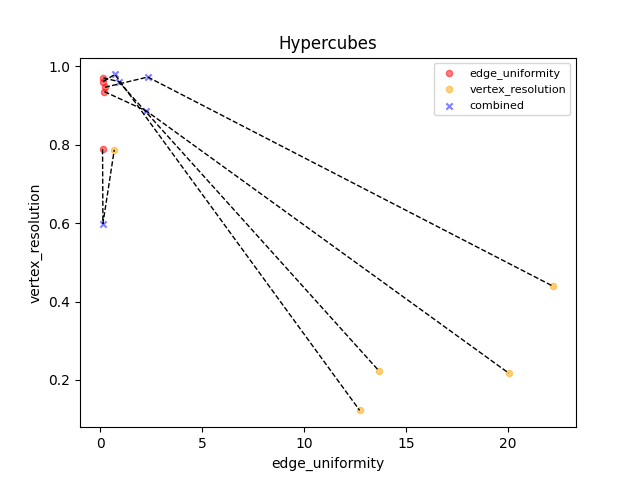 Hypercubes
edge_uniformity
vertex_resolution
combined
vertex_resolution
1.0
0.8
0.6
0.4
0.2
0
5
10
15
20
edge_uniformity